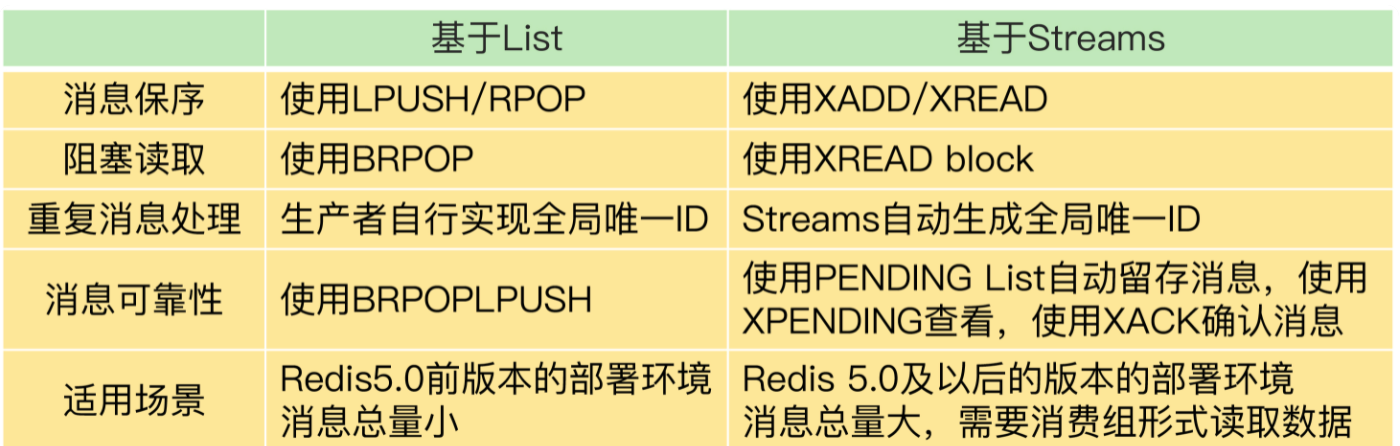 基于List 基于Streams
消息保序 使用LPUSH/RPOP 使用XADD/XREAD
阻塞读取 使用BRPOP 使用XREAD block
重复消息处理 生产者自行实现全局唯一ID Streams自动生成全局唯一ID
消息可靠性 使用BRPOPLPUSH 使用PENDING List自动留存消息，使用
XPENDING查看，使用XACK确认消息
适用场景 Redis5.0前版本的部署环境
消息总量小
Redis 5.0及以后的版本的部署环境
消息总量大，需要消费组形式读取数据